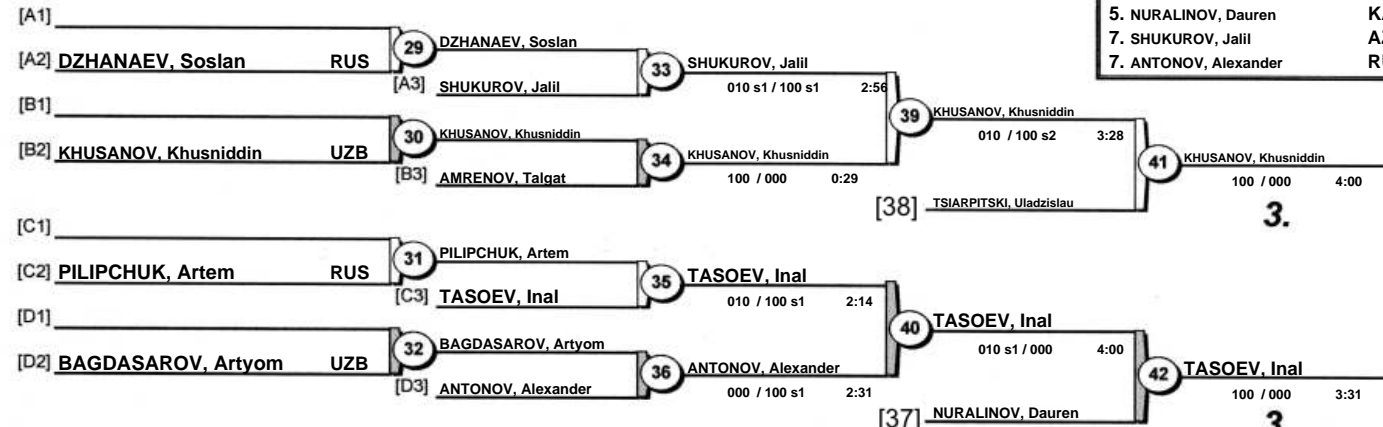 5. NURALINOV, Dauren
7. SHUKUROV, Jalil
7. ANTONOV, Alexander
[A1]
[A2] DZHANAEV, Soslan RUS
29
DZHANAEV, Soslan
[A3] SHUKUROV, Jalil
33
SHUKUROV, Jalil
010 s1 / 100 s1 2:56
[B1]
[B2] KHUSANOV, Khusniddin UZB
30
KHUSANOV, Khusniddin
[B3] AMRENOV, Talgat
34
KHUSANOV, Khusniddin
100 / 000 0:29
39
KHUSANOV, Khusniddin
010 / 100 s2 3:28
[38] TSIARPITSKI, Uladzislau
41
KHUSANOV, Khusniddin
100 / 000 4:00
3.
[C1]
[C2] PILIPCHUK, Artem RUS
31
PILIPCHUK, Artem
[C3] TASOEV, Inal
35
TASOEV, Inal
010 / 100 s1 2:14
[D1]
[D2] BAGDASAROV, Artyom UZB
32
BAGDASAROV, Artyom
[D3] ANTONOV, Alexander
36
ANTONOV, Alexander
000 / 100 s1 2:31
40
TASOEV, Inal
010 s1 / 000 4:00
[37] NURALINOV, Dauren
42
TASOEV, Inal
100 / 000 3:31
3